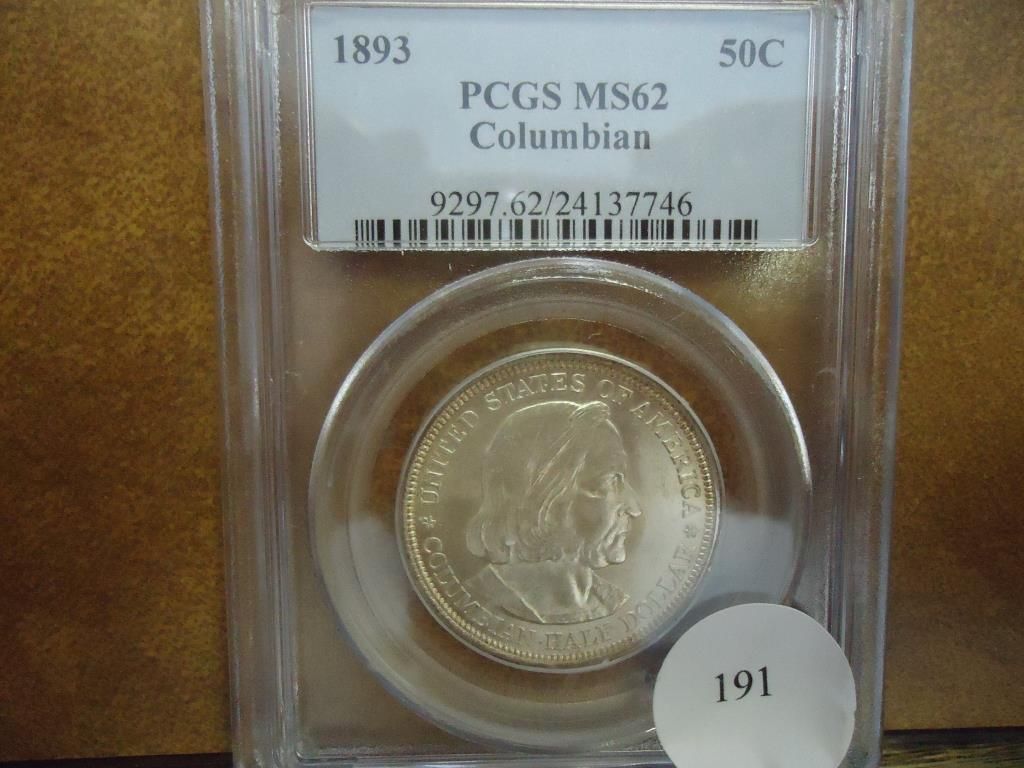 1893 50C
PCGS MS62
Columbian
9297.62/24137746
* UNITED STATES OF AMERICA *
COLUMBIAN HALF DOLLAR
191